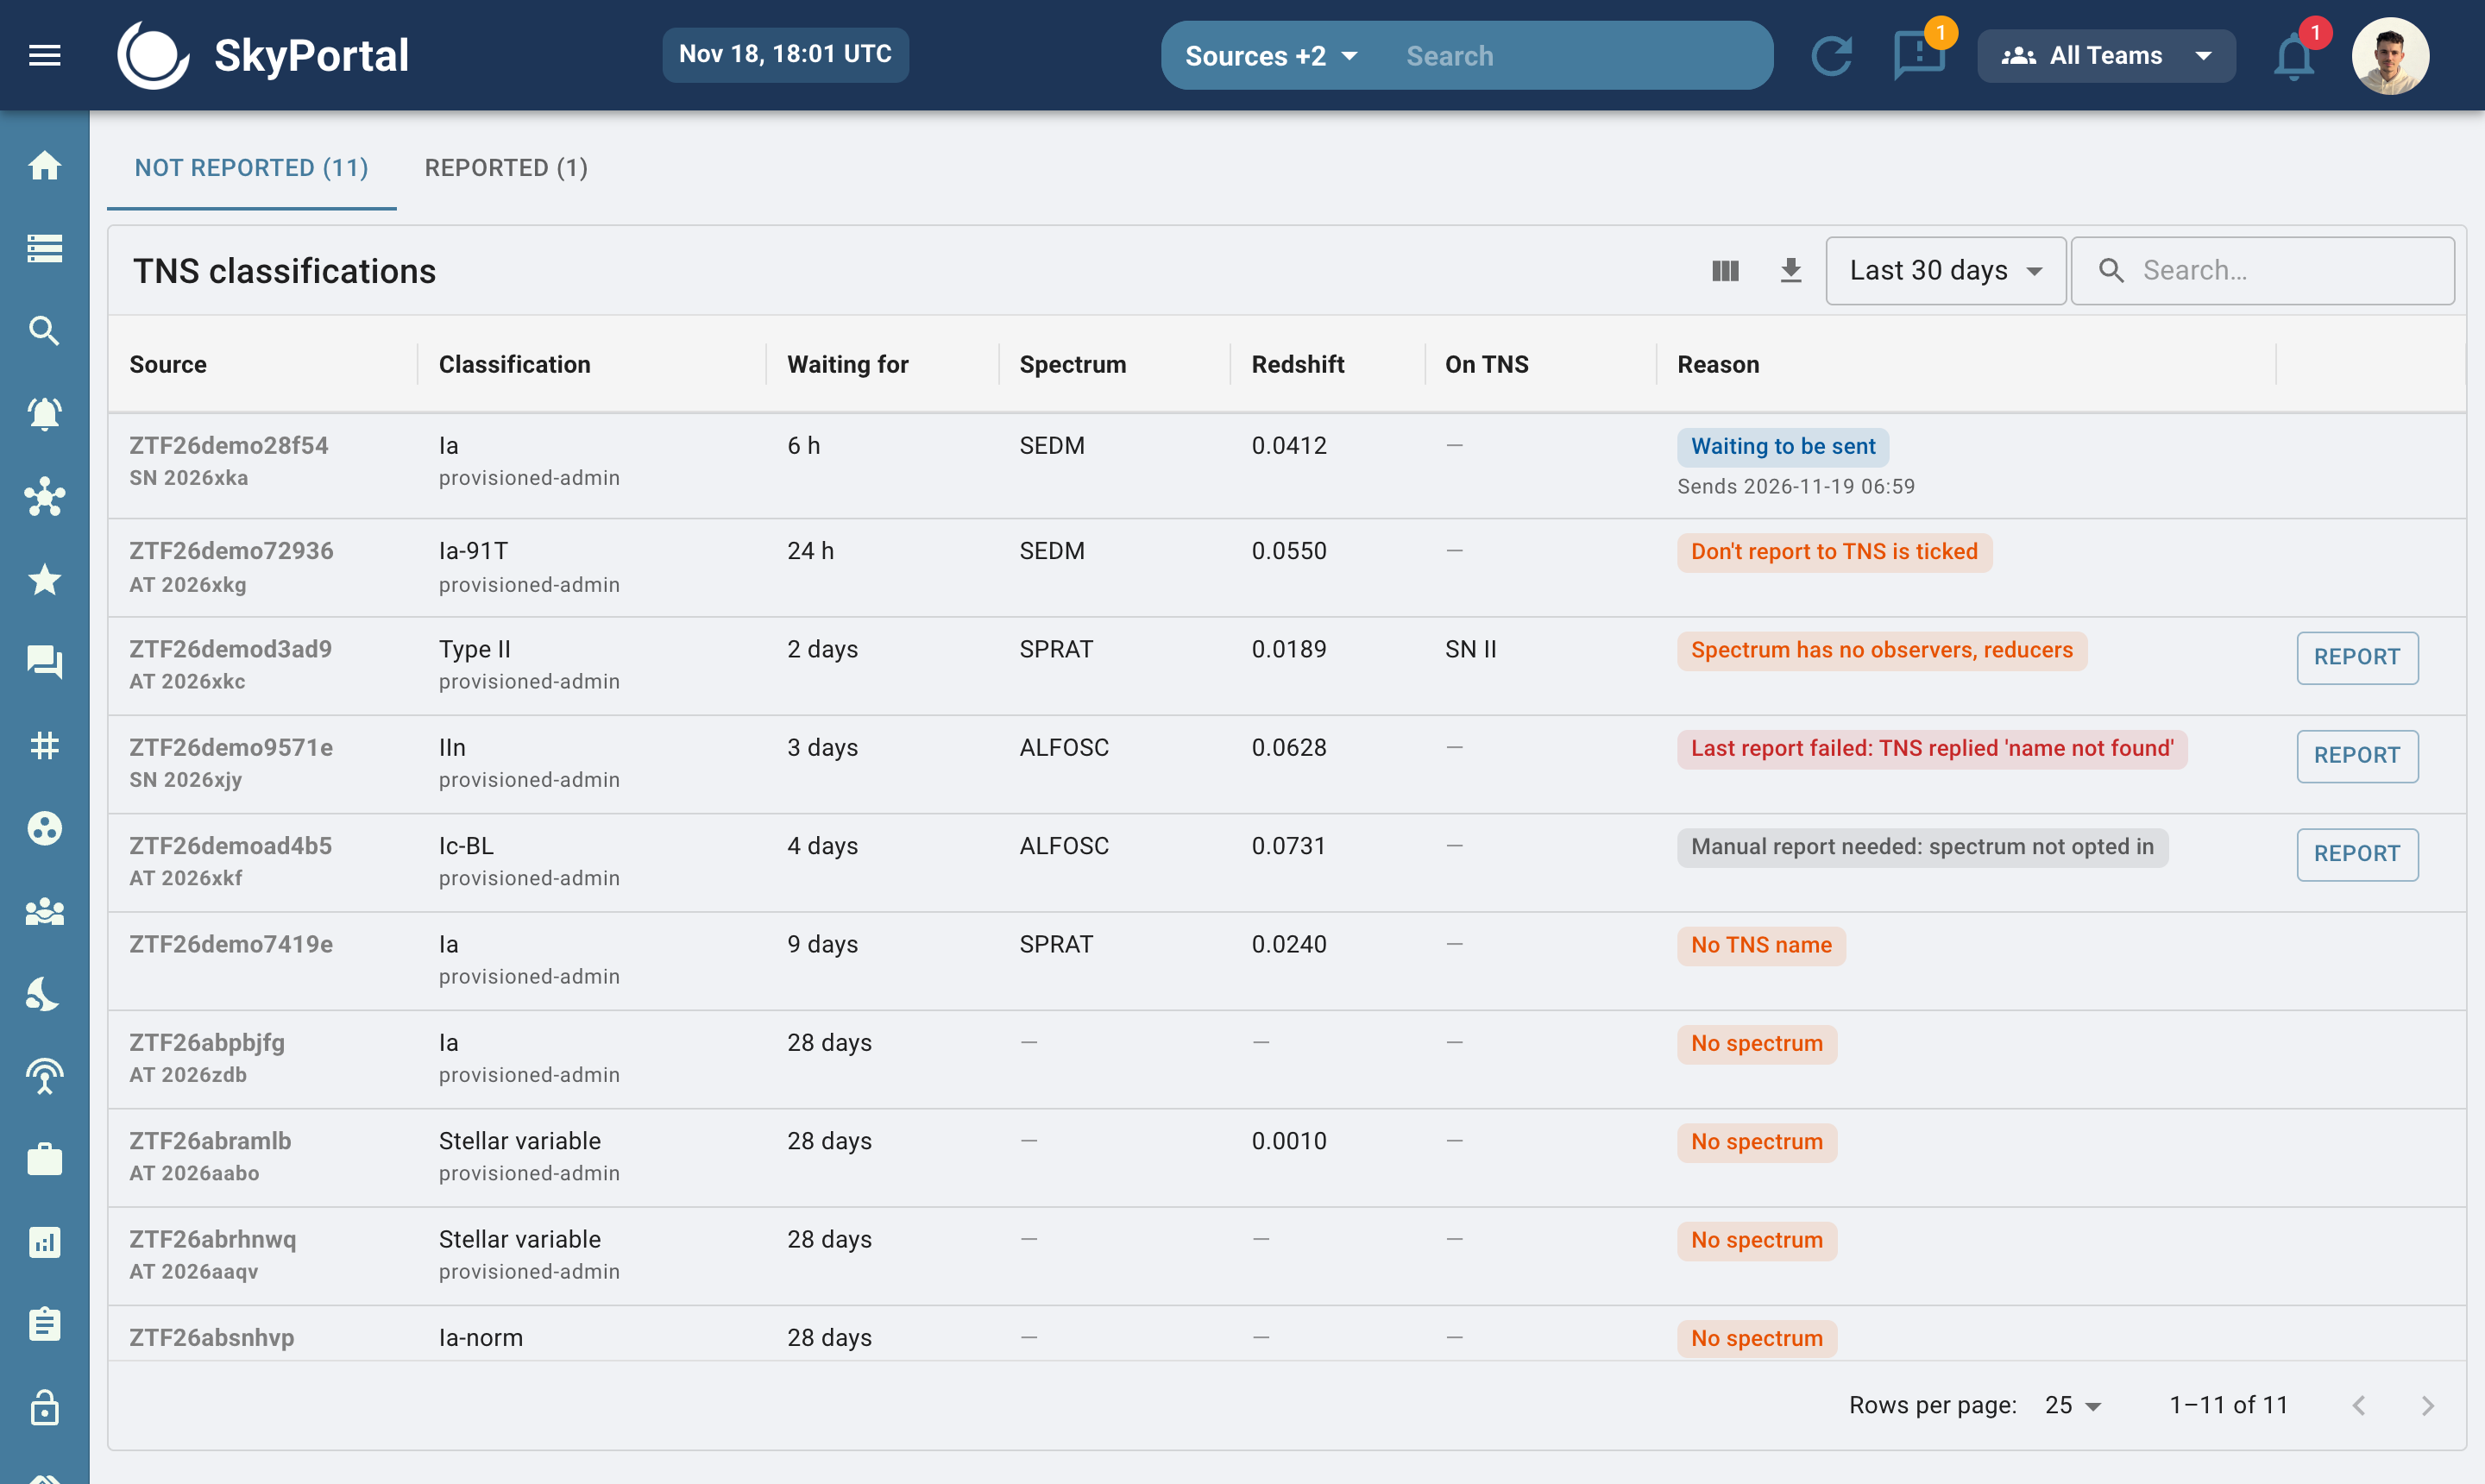 SkyPortal
Nov 18, 18:01 UTC
Sources +2
Search
1
All Teams
1
NOT REPORTED (11)
REPORTED (1)
TNS classifications
Last 30 days
Search...
Source Classification Waiting for Spectrum Redshift On TNS Reason
ZTF26demo28f54 Ia 6 h SEDM 0.0412 — Waiting to be sent
SN 2026xka provisioned-admin Sends 2026-11-19 06:59
ZTF26demo72936 Ia-91T 24 h SEDM 0.0550 — Don't report to TNS is ticked
AT 2026xkg provisioned-admin
ZTF26demod3ad9 Type II 2 days SPRAT 0.0189 SN II Spectrum has no observers, reducers REPORT
AT 2026xkc provisioned-admin
ZTF26demo9571e IIn 3 days ALFOSC 0.0628 — Last report failed: TNS replied 'name not found' REPORT
SN 2026xjy provisioned-admin
ZTF26demoad4b5 Ic-BL 4 days ALFOSC 0.0731 — Manual report needed: spectrum not opted in REPORT
AT 2026xkf provisioned-admin
ZTF26demo7419e Ia 9 days SPRAT 0.0240 — No TNS name
provisioned-admin
ZTF26abpbjfg Ia 28 days — — — No spectrum
AT 2026zdb provisioned-admin
ZTF26abramlb Stellar variable 28 days — 0.0010 — No spectrum
AT 2026aabo provisioned-admin
ZTF26abrhnwq Stellar variable 28 days — — — No spectrum
AT 2026aaqv provisioned-admin
ZTF26absnhvp Ia-norm 28 days — — — No spectrum
Rows per page: 25 1–11 of 11